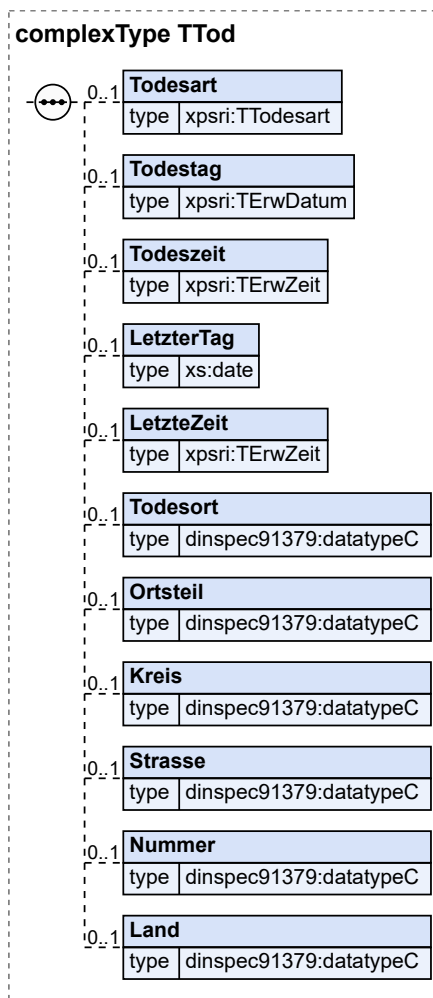 complexType TTod
0..1 Todesart
type xpsri:TTodesart
0..1 Todestag
type xpsri:TErwDatum
0..1 Todeszeit
type xpsri:TErwZeit
0..1 LetzterTag
type xs:date
0..1 LetzteZeit
type xpsri:TErwZeit
0..1 Todesort
type dinspec91379:datatypeC
0..1 Ortsteil
type dinspec91379:datatypeC
0..1 Kreis
type dinspec91379:datatypeC
0..1 Strasse
type dinspec91379:datatypeC
0..1 Nummer
type dinspec91379:datatypeC
0..1 Land
type dinspec91379:datatypeC